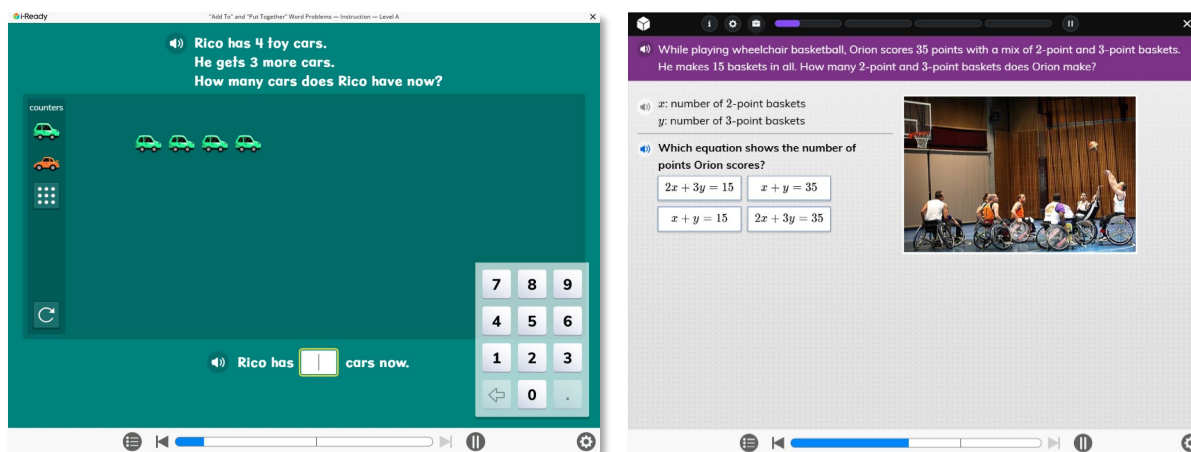 i-Ready
"Add To" and "Put Together" Word Problems — Instruction — Level A
Rico has 4 toy cars.
He gets 3 more cars.
How many cars does Rico have now?
counters
7 8 9
4 5 6
1 2 3
0 .
Rico has
cars now.
While playing wheelchair basketball, Orion scores 35 points with a mix of 2-point and 3-point baskets.
He makes 15 baskets in all. How many 2-point and 3-point baskets does Orion make?
x: number of 2-point baskets
y: number of 3-point baskets
Which equation shows the number of
points Orion scores?
2x + 3y = 15
x + y = 35
x + y = 15
2x + 3y = 35